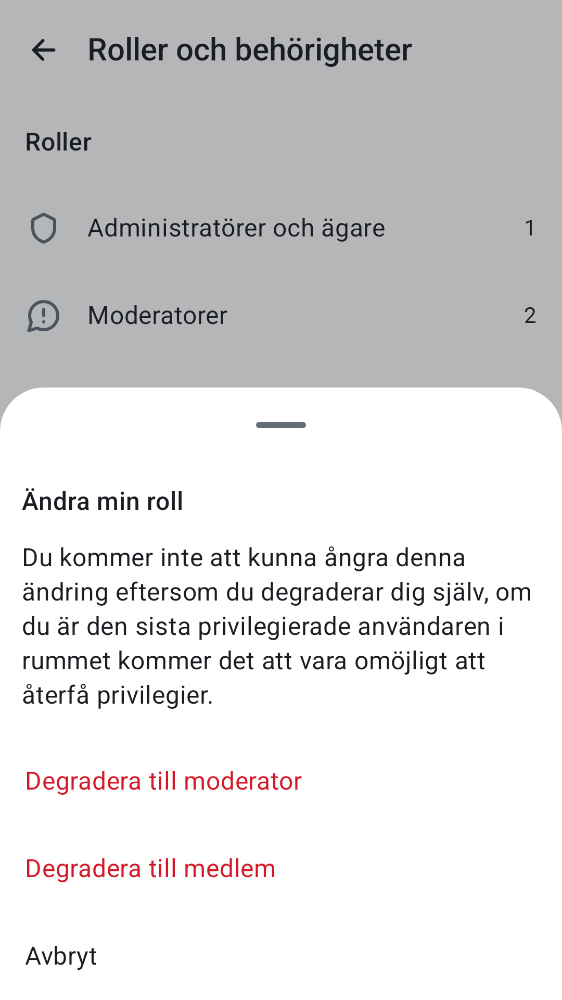 Roller och behörigheter
Roller
Administratörer och ägare 1
Moderatorer 2
Ändra min roll
Du kommer inte att kunna ångra denna
ändring eftersom du degraderar dig själv, om
du är den sista privilegierade användaren i
rummet kommer det att vara omöjligt att
återfå privilegier.
Degradera till moderator
Degradera till medlem
Avbryt